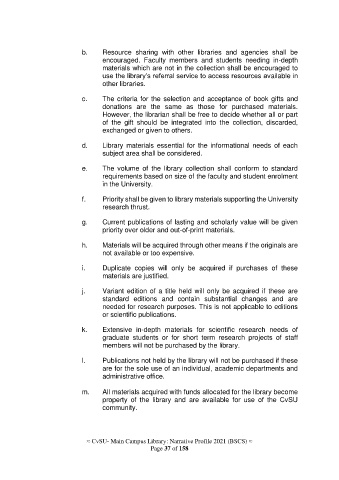 b. Resource sharing with other libraries and agencies shall be
encouraged. Faculty members and students needing in-depth
materials which are not in the collection shall be encouraged to
use the library's referral service to access resources available in
other libraries.
c. The criteria for the selection and acceptance of book gifts and
donations are the same as those for purchased materials.
However, the librarian shall be free to decide whether all or part
of the gift should be integrated into the collection, discarded,
exchanged or given to others.
d. Library materials essential for the informational needs of each
subject area shall be considered.
e. The volume of the library collection shall conform to standard
requirements based on size of the faculty and student enrolment
in the University.
f. Priority shall be given to library materials supporting the University
research thrust.
g. Current publications of lasting and scholarly value will be given
priority over older and out-of-print materials.
h. Materials will be acquired through other means if the originals are
not available or too expensive.
i. Duplicate copies will only be acquired if purchases of these
materials are justified.
j. Variant edition of a title held will only be acquired if these are
standard editions and contain substantial changes and are
needed for research purposes. This is not applicable to editions
or scientific publications.
k. Extensive in-depth materials for scientific research needs of
graduate students or for short term research projects of staff
members will not be purchased by the library.
l. Publications not held by the library will not be purchased if these
are for the sole use of an individual, academic departments and
administrative office.
m. All materials acquired with funds allocated for the library become
property of the library and are available for use of the CvSU
community.
≈ CvSU- Main Campus Library: Narrative Profile 2021 (BSCS) ≈
Page 37 of 158